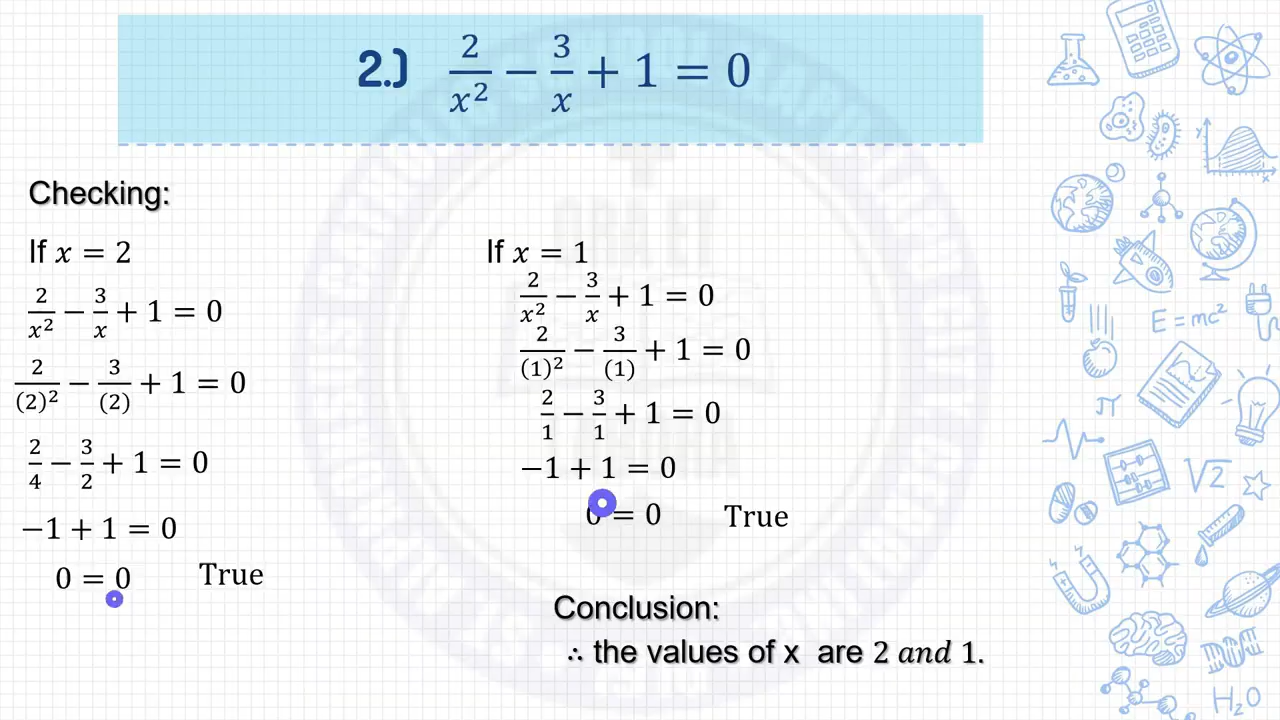 2.) 2/x² − 3/x + 1 = 0
Checking:
If x = 2
2/x² − 3/x + 1 = 0
2/(2)² − 3/(2) + 1 = 0
2/4 − 3/2 + 1 = 0
−1 + 1 = 0
0 = 0 True
If x = 1
2/x² − 3/x + 1 = 0
2/(1)² − 3/(1) + 1 = 0
2/1 − 3/1 + 1 = 0
−1 + 1 = 0
0 = 0 True
Conclusion:
∴ the values of x are 2 and 1.
y
x
E=mc²
π
√2
H₂O